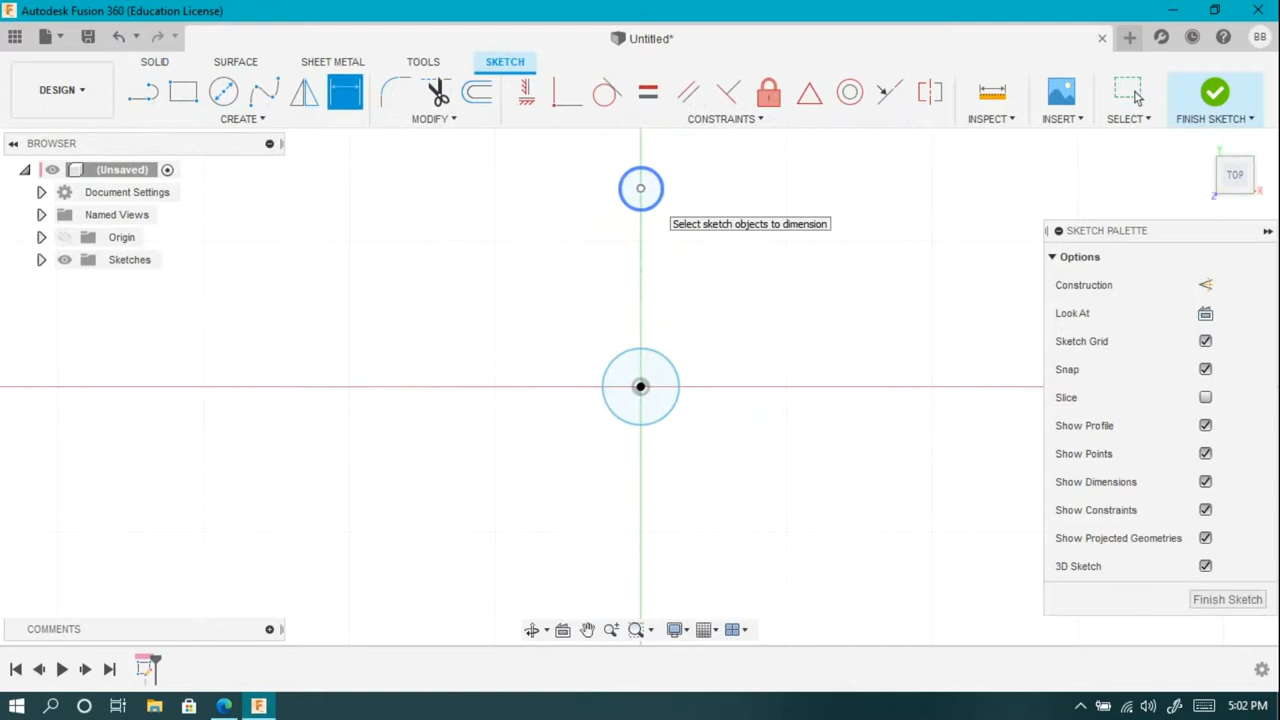 Autodesk Fusion 360 (Education License)
Untitled*
BB
DESIGN
SOLID
SURFACE
SHEET METAL
TOOLS
SKETCH
CREATE
MODIFY
CONSTRAINTS
INSPECT
INSERT
SELECT
FINISH SKETCH
BROWSER
(Unsaved)
Document Settings
Named Views
Origin
Sketches
Select sketch objects to dimension
Y
TOP
X
Z
SKETCH PALETTE
Options
Construction
Look At
Sketch Grid
Snap
Slice
Show Profile
Show Points
Show Dimensions
Show Constraints
Show Projected Geometries
3D Sketch
Finish Sketch
COMMENTS
5:02 PM